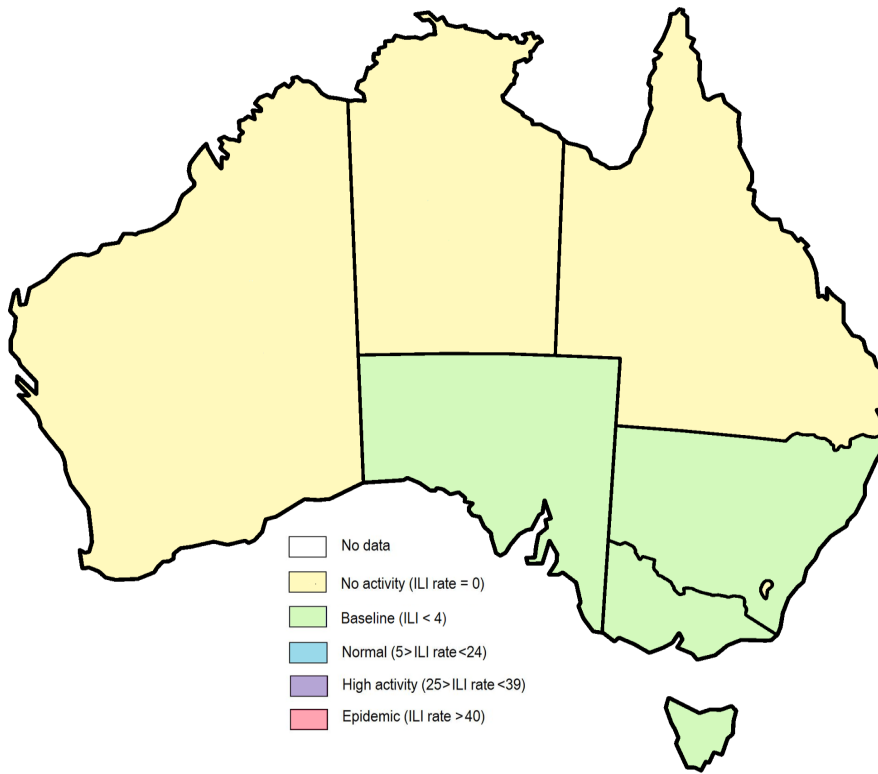 No data
No activity (ILI rate = 0)
Baseline (ILI < 4)
Normal (5>ILI rate<24)
High activity (25>ILI rate<39)
Epidemic (ILI rate >40)